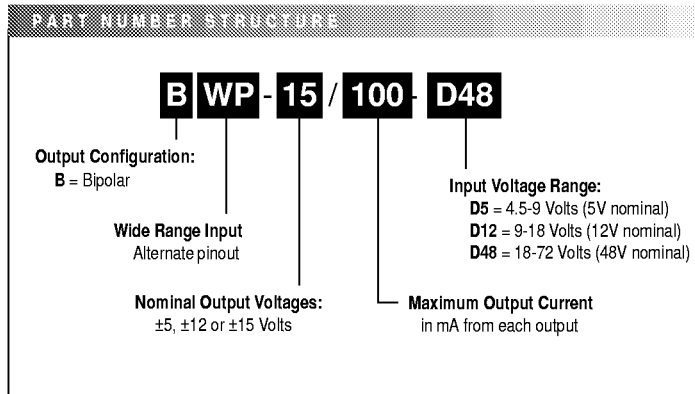 PART NUMBER STRUCTURE
B WP - 15 / 100 - D48
Output Configuration:
B = Bipolar
Wide Range Input
Alternate pinout
Nominal Output Voltages:
±5, ±12 or ±15 Volts
Input Voltage Range:
D5 = 4.5-9 Volts (5V nominal)
D12 = 9-18 Volts (12V nominal)
D48 = 18-72 Volts (48V nominal)
Maximum Output Current
in mA from each output